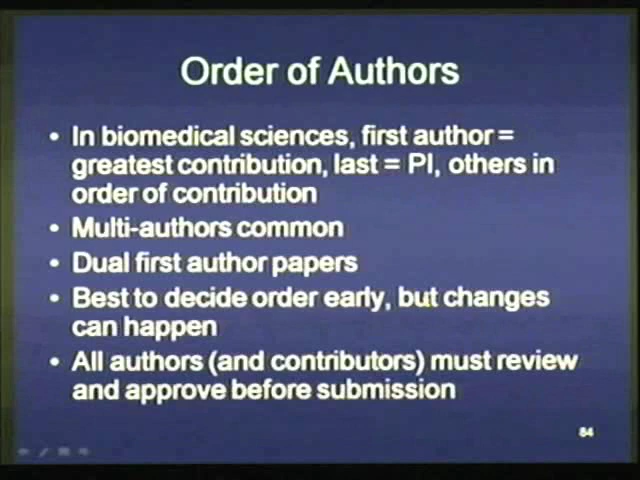 Order of Authors
• In biomedical sciences, first author =
greatest contribution, last = PI, others in
order of contribution
• Multi-authors common
• Dual first author papers
• Best to decide order early, but changes
can happen
• All authors (and contributors) must review
and approve before submission
84